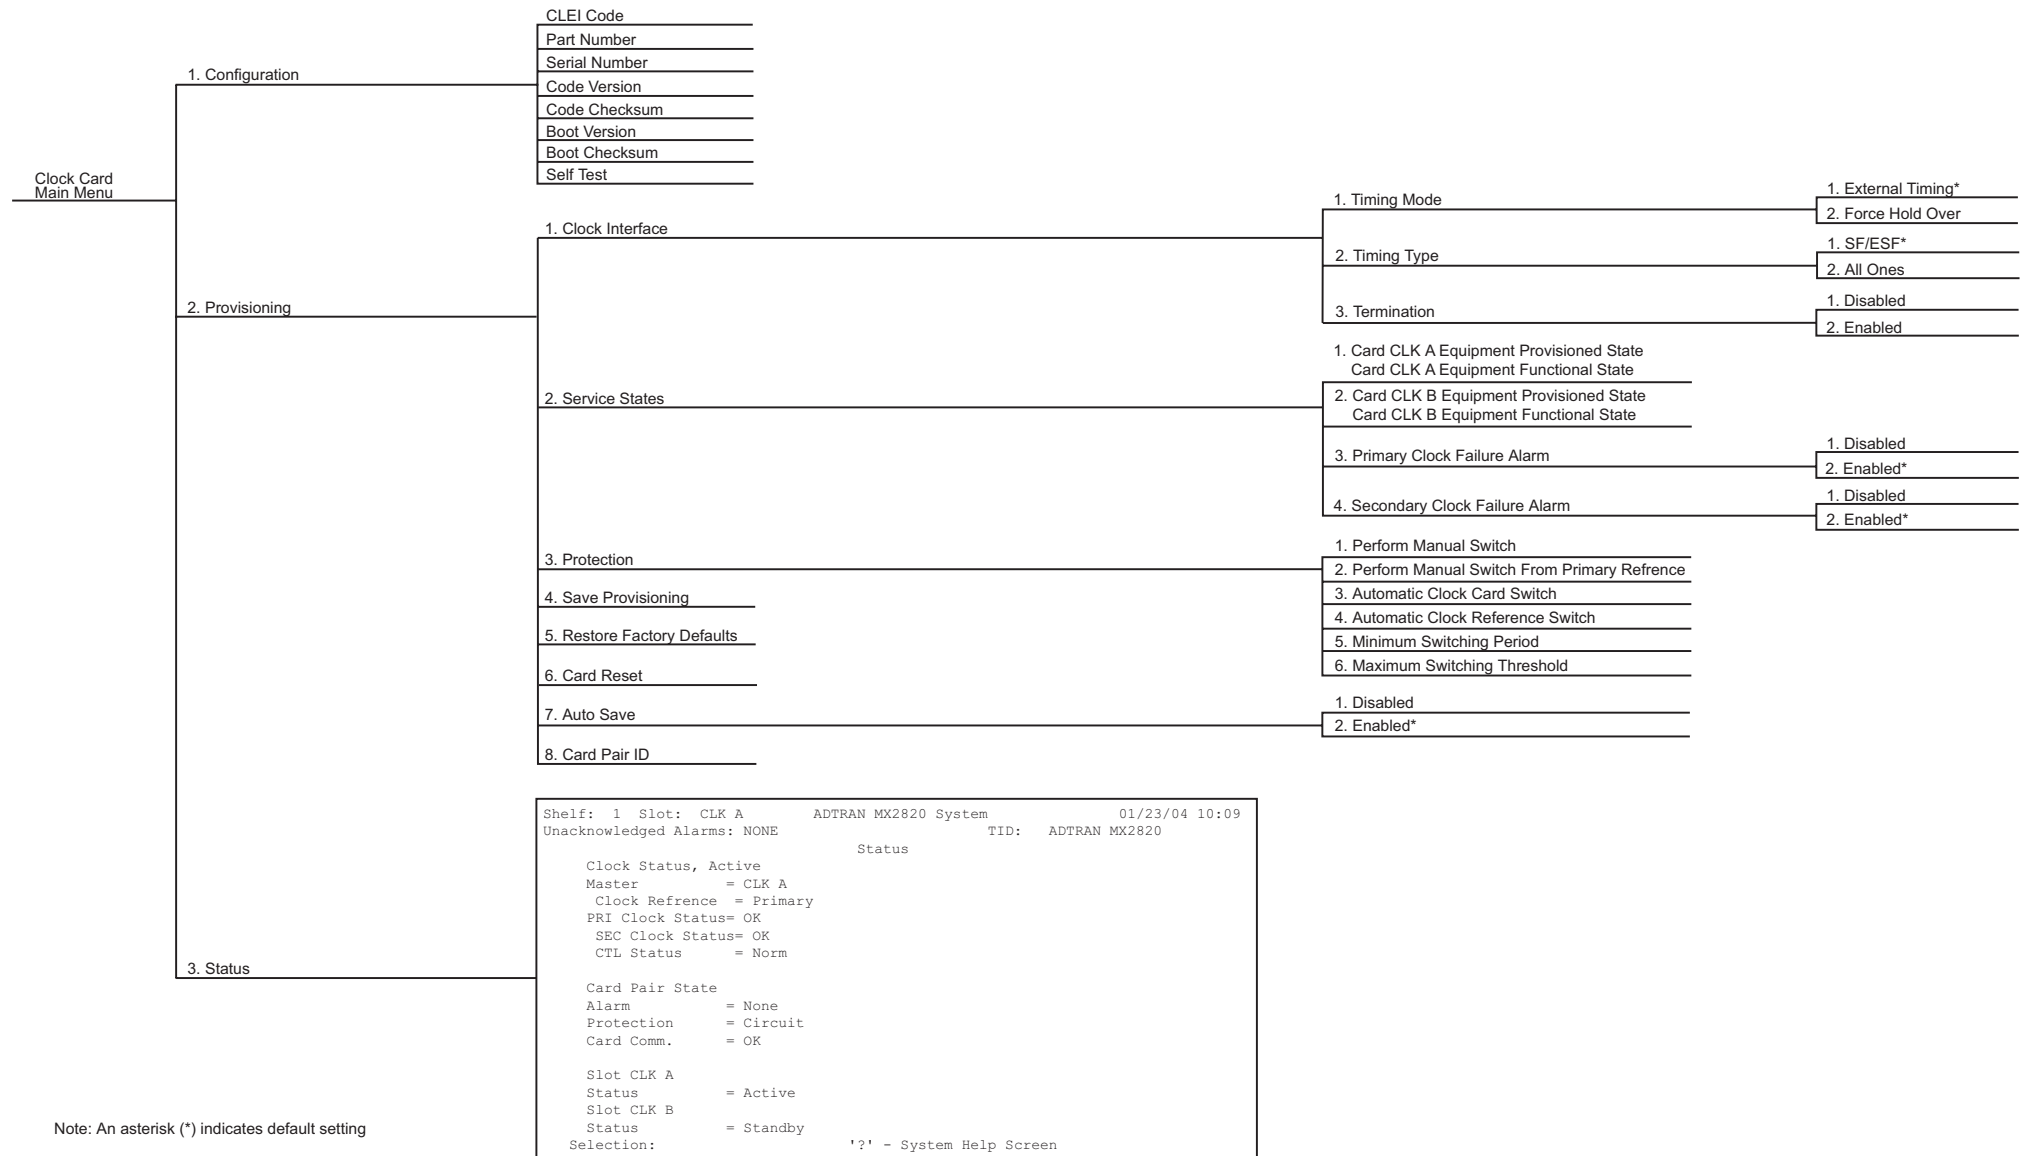 Clock Card
Main Menu
1. Configuration
CLEI Code
Part Number
Serial Number
Code Version
Code Checksum
Boot Version
Boot Checksum
Self Test
2. Provisioning
1. Clock Interface
1. Timing Mode
1. External Timing*
2. Force Hold Over
2. Timing Type
1. SF/ESF*
2. All Ones
3. Termination
1. Disabled
2. Enabled
2. Service States
1. Card CLK A Equipment Provisioned State
Card CLK A Equipment Functional State
2. Card CLK B Equipment Provisioned State
Card CLK B Equipment Functional State
3. Primary Clock Failure Alarm
1. Disabled
2. Enabled*
4. Secondary Clock Failure Alarm
1. Disabled
2. Enabled*
3. Protection
1. Perform Manual Switch
2. Perform Manual Switch From Primary Refrence
3. Automatic Clock Card Switch
4. Automatic Clock Reference Switch
5. Minimum Switching Period
6. Maximum Switching Threshold
4. Save Provisioning
5. Restore Factory Defaults
6. Card Reset
7. Auto Save
1. Disabled
2. Enabled*
8. Card Pair ID
3. Status
Shelf: 1 Slot: CLK A ADTRAN MX2820 System 01/23/04 10:09
Unacknowledged Alarms: NONE TID: ADTRAN MX2820
Status
Clock Status, Active
Master = CLK A
Clock Refrence = Primary
PRI Clock Status= OK
SEC Clock Status= OK
CTL Status = Norm
Card Pair State
Alarm = None
Protection = Circuit
Card Comm. = OK
Slot CLK A
Status = Active
Slot CLK B
Status = Standby
Selection: '?' - System Help Screen
Note: An asterisk (*) indicates default setting